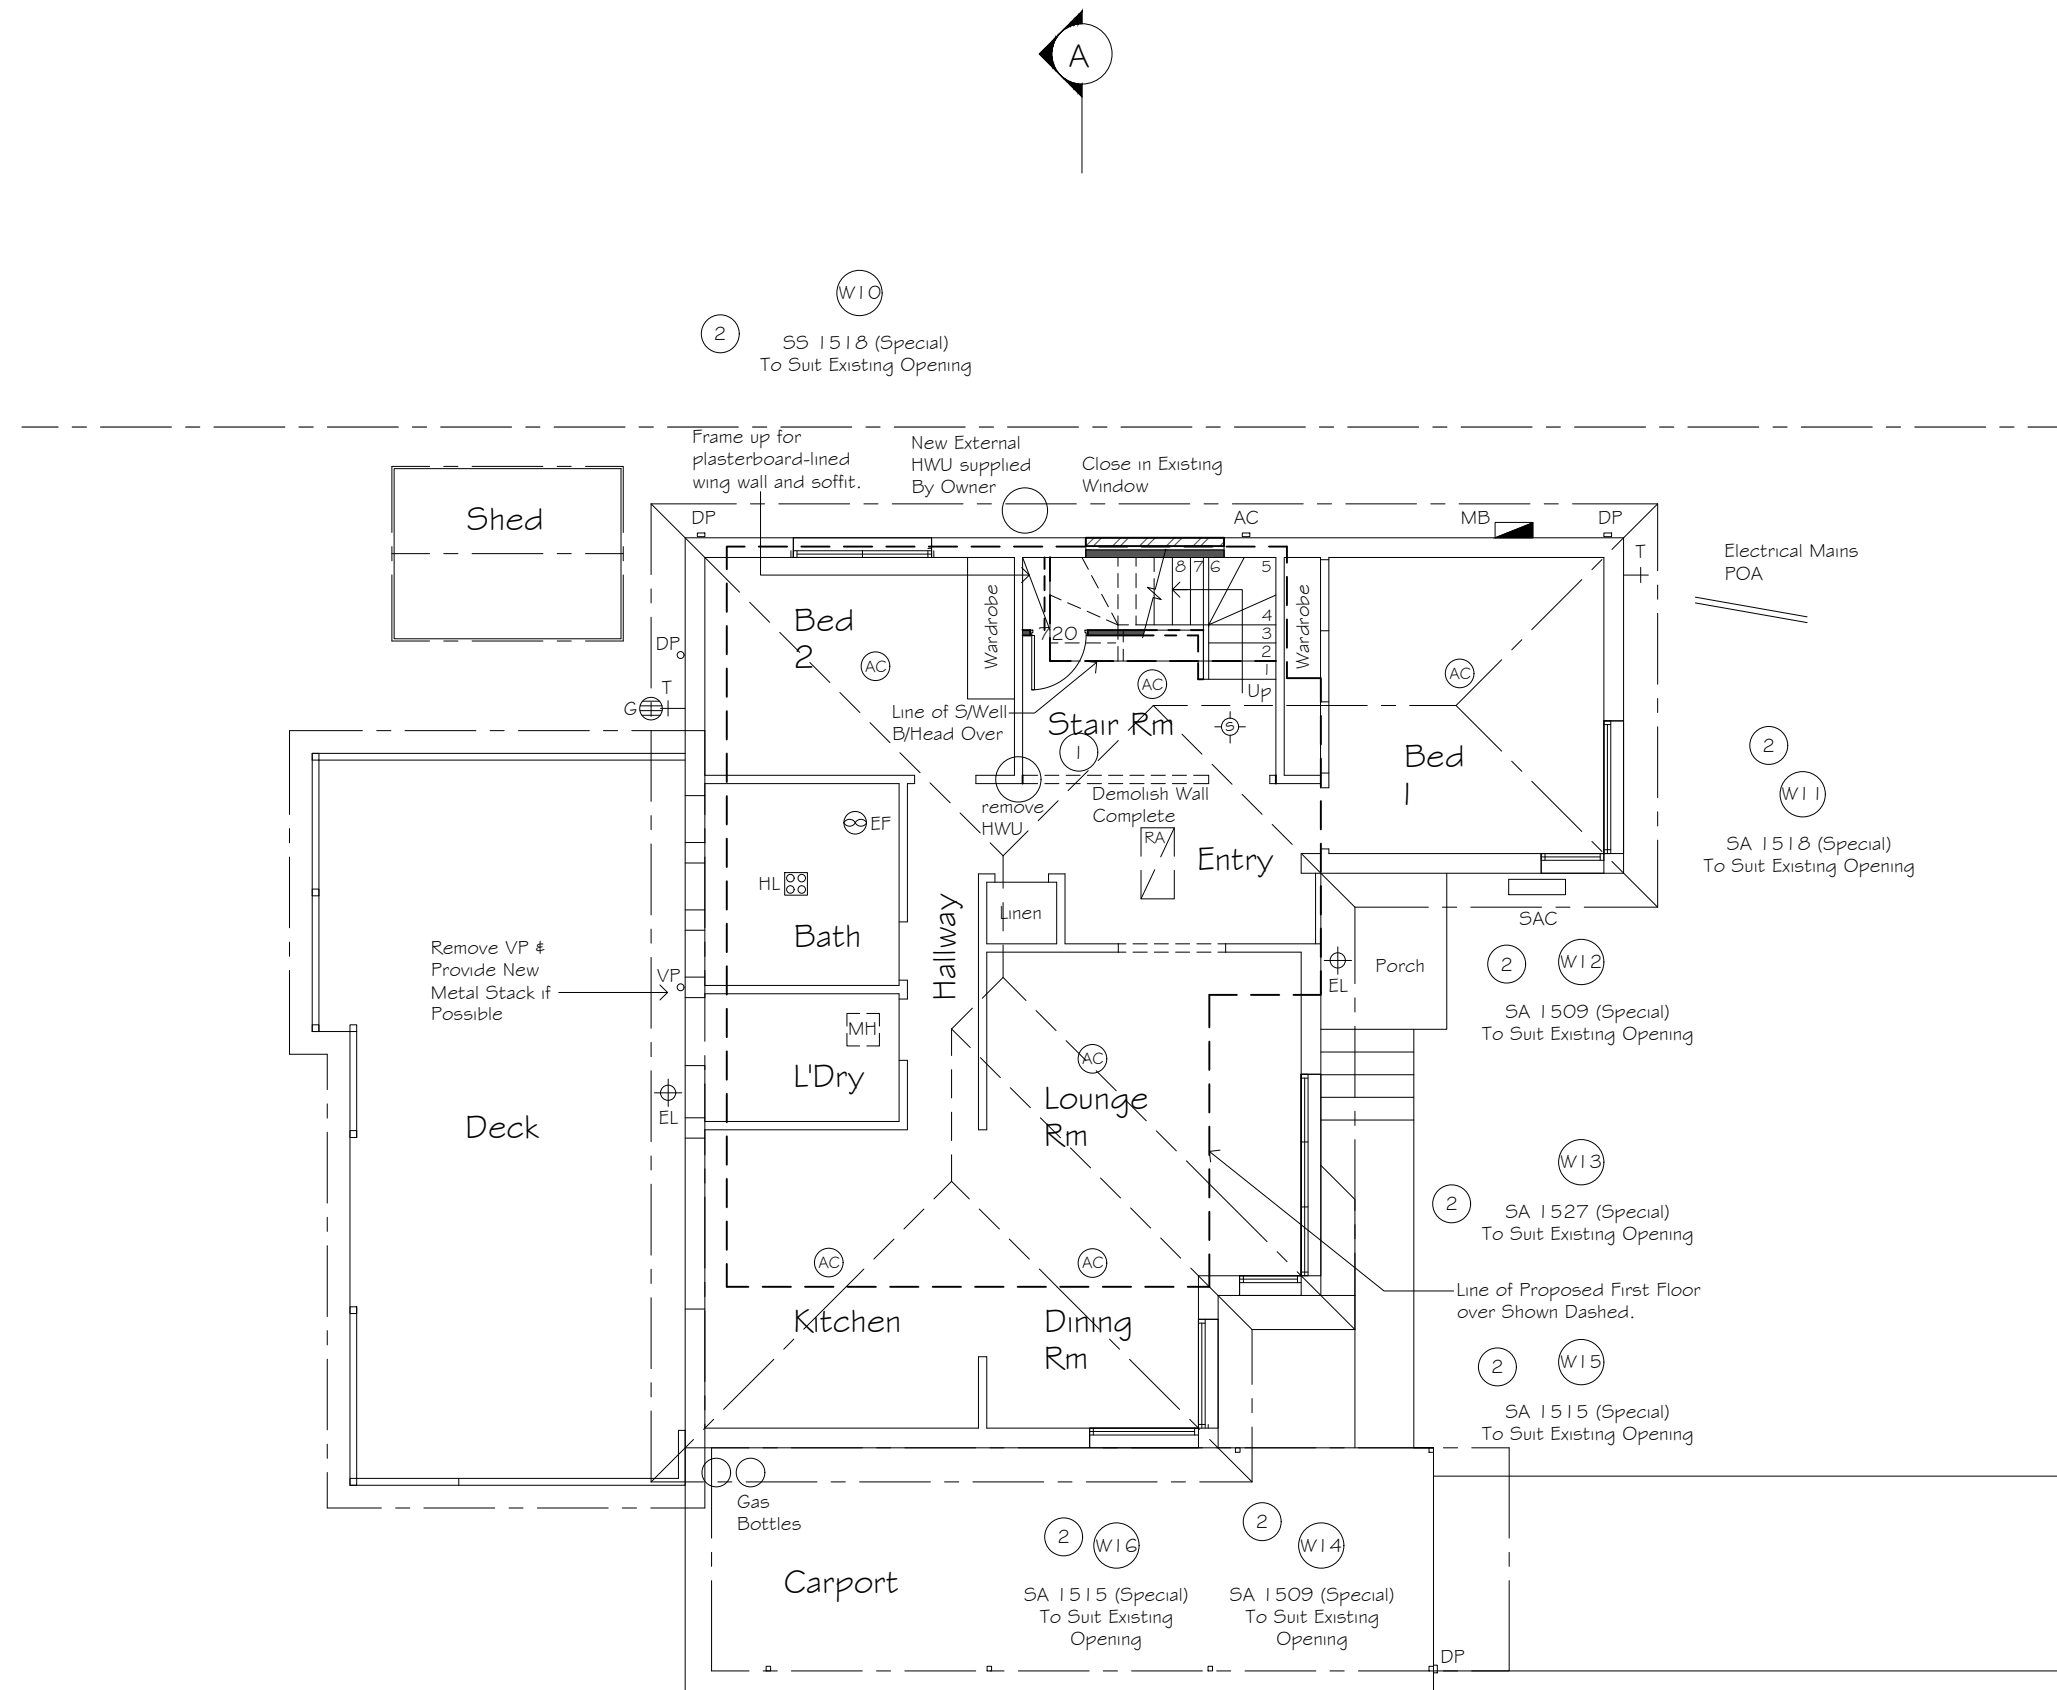 A
W10
2
SS 1518 (Special)
To Suit Existing Opening
Frame up for
plasterboard-lined
wing wall and soffit.
New External
HWU supplied
By Owner
Close in Existing
Window
Shed
DP
AC
MB
DP
T
Electrical Mains
POA
Wardrobe
8
7
6
5
4
3
2
1
Up
Wardrobe
Bed
2
720
AC
DP
T
G
AC
AC
Line of S/Well
B/Head Over
Stair Rm
S
1
Bed
1
2
W11
SA 1518 (Special)
To Suit Existing Opening
remove
HWU
Demolish Wall
Complete
RA
Entry
EF
HL
Bath
Hallway
Linen
SAC
Porch
EL
2
W12
SA 1509 (Special)
To Suit Existing Opening
Remove VP &
Provide New
Metal Stack if
Possible
VP
MH
L'Dry
EL
Deck
AC
Lounge
Rm
W13
2
SA 1527 (Special)
To Suit Existing Opening
AC
AC
Kitchen
Dining
Rm
Line of Proposed First Floor
over Shown Dashed.
2
W15
SA 1515 (Special)
To Suit Existing Opening
Gas
Bottles
Carport
2
W16
SA 1515 (Special)
To Suit Existing
Opening
2
W14
SA 1509 (Special)
To Suit Existing
Opening
DP